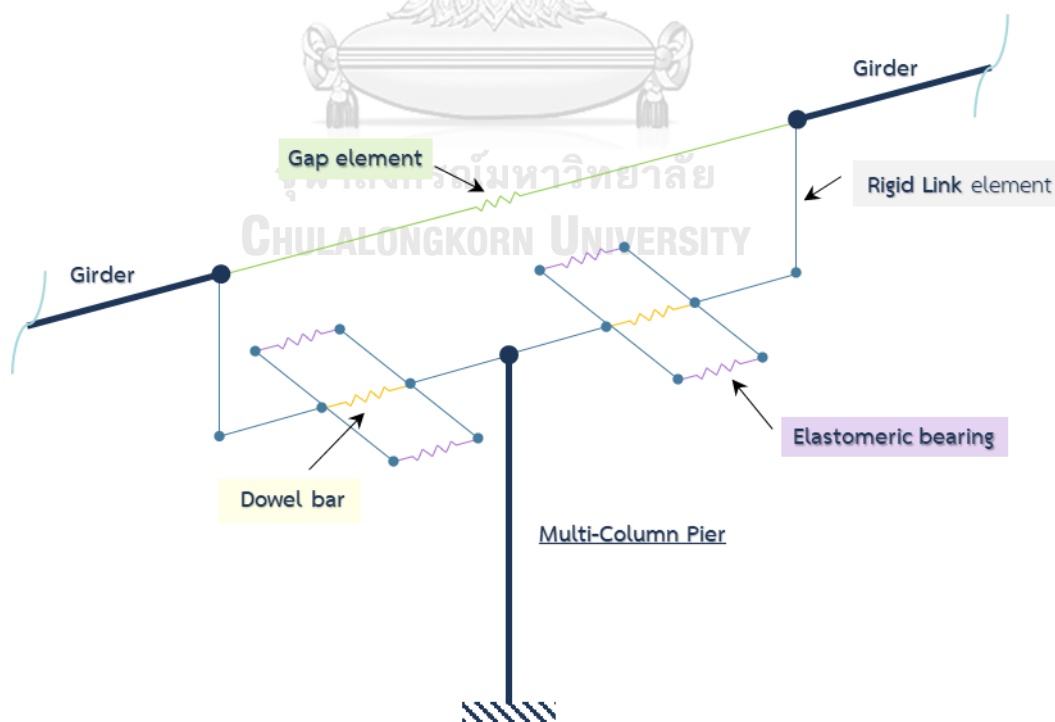 Girder
Gap element
จุฬาลงกรณ์มหาวิทยาลัย
Rigid Link element
CHULALONGKORN UNIVERSITY
Girder
Elastomeric bearing
Dowel bar
Multi-Column Pier